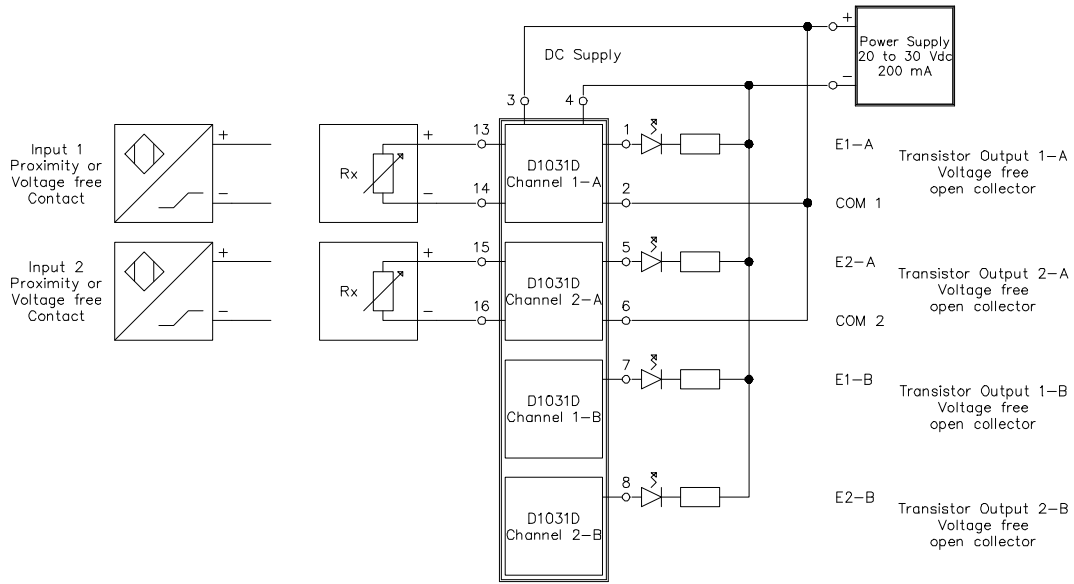 DC Supply
+
Power Supply
20 to 30 Vdc
200 mA
−
3
4
Input 1
Proximity or
Voltage free
Contact
+
−
Rx
+
−
13
14
D1031D
Channel 1−A
1
2
E1−A
COM 1
Transistor Output 1−A
Voltage free
open collector
Input 2
Proximity or
Voltage free
Contact
+
−
Rx
+
−
15
16
D1031D
Channel 2−A
5
6
E2−A
COM 2
Transistor Output 2−A
Voltage free
open collector
D1031D
Channel 1−B
7
E1−B
Transistor Output 1−B
Voltage free
open collector
D1031D
Channel 2−B
8
E2−B
Transistor Output 2−B
Voltage free
open collector